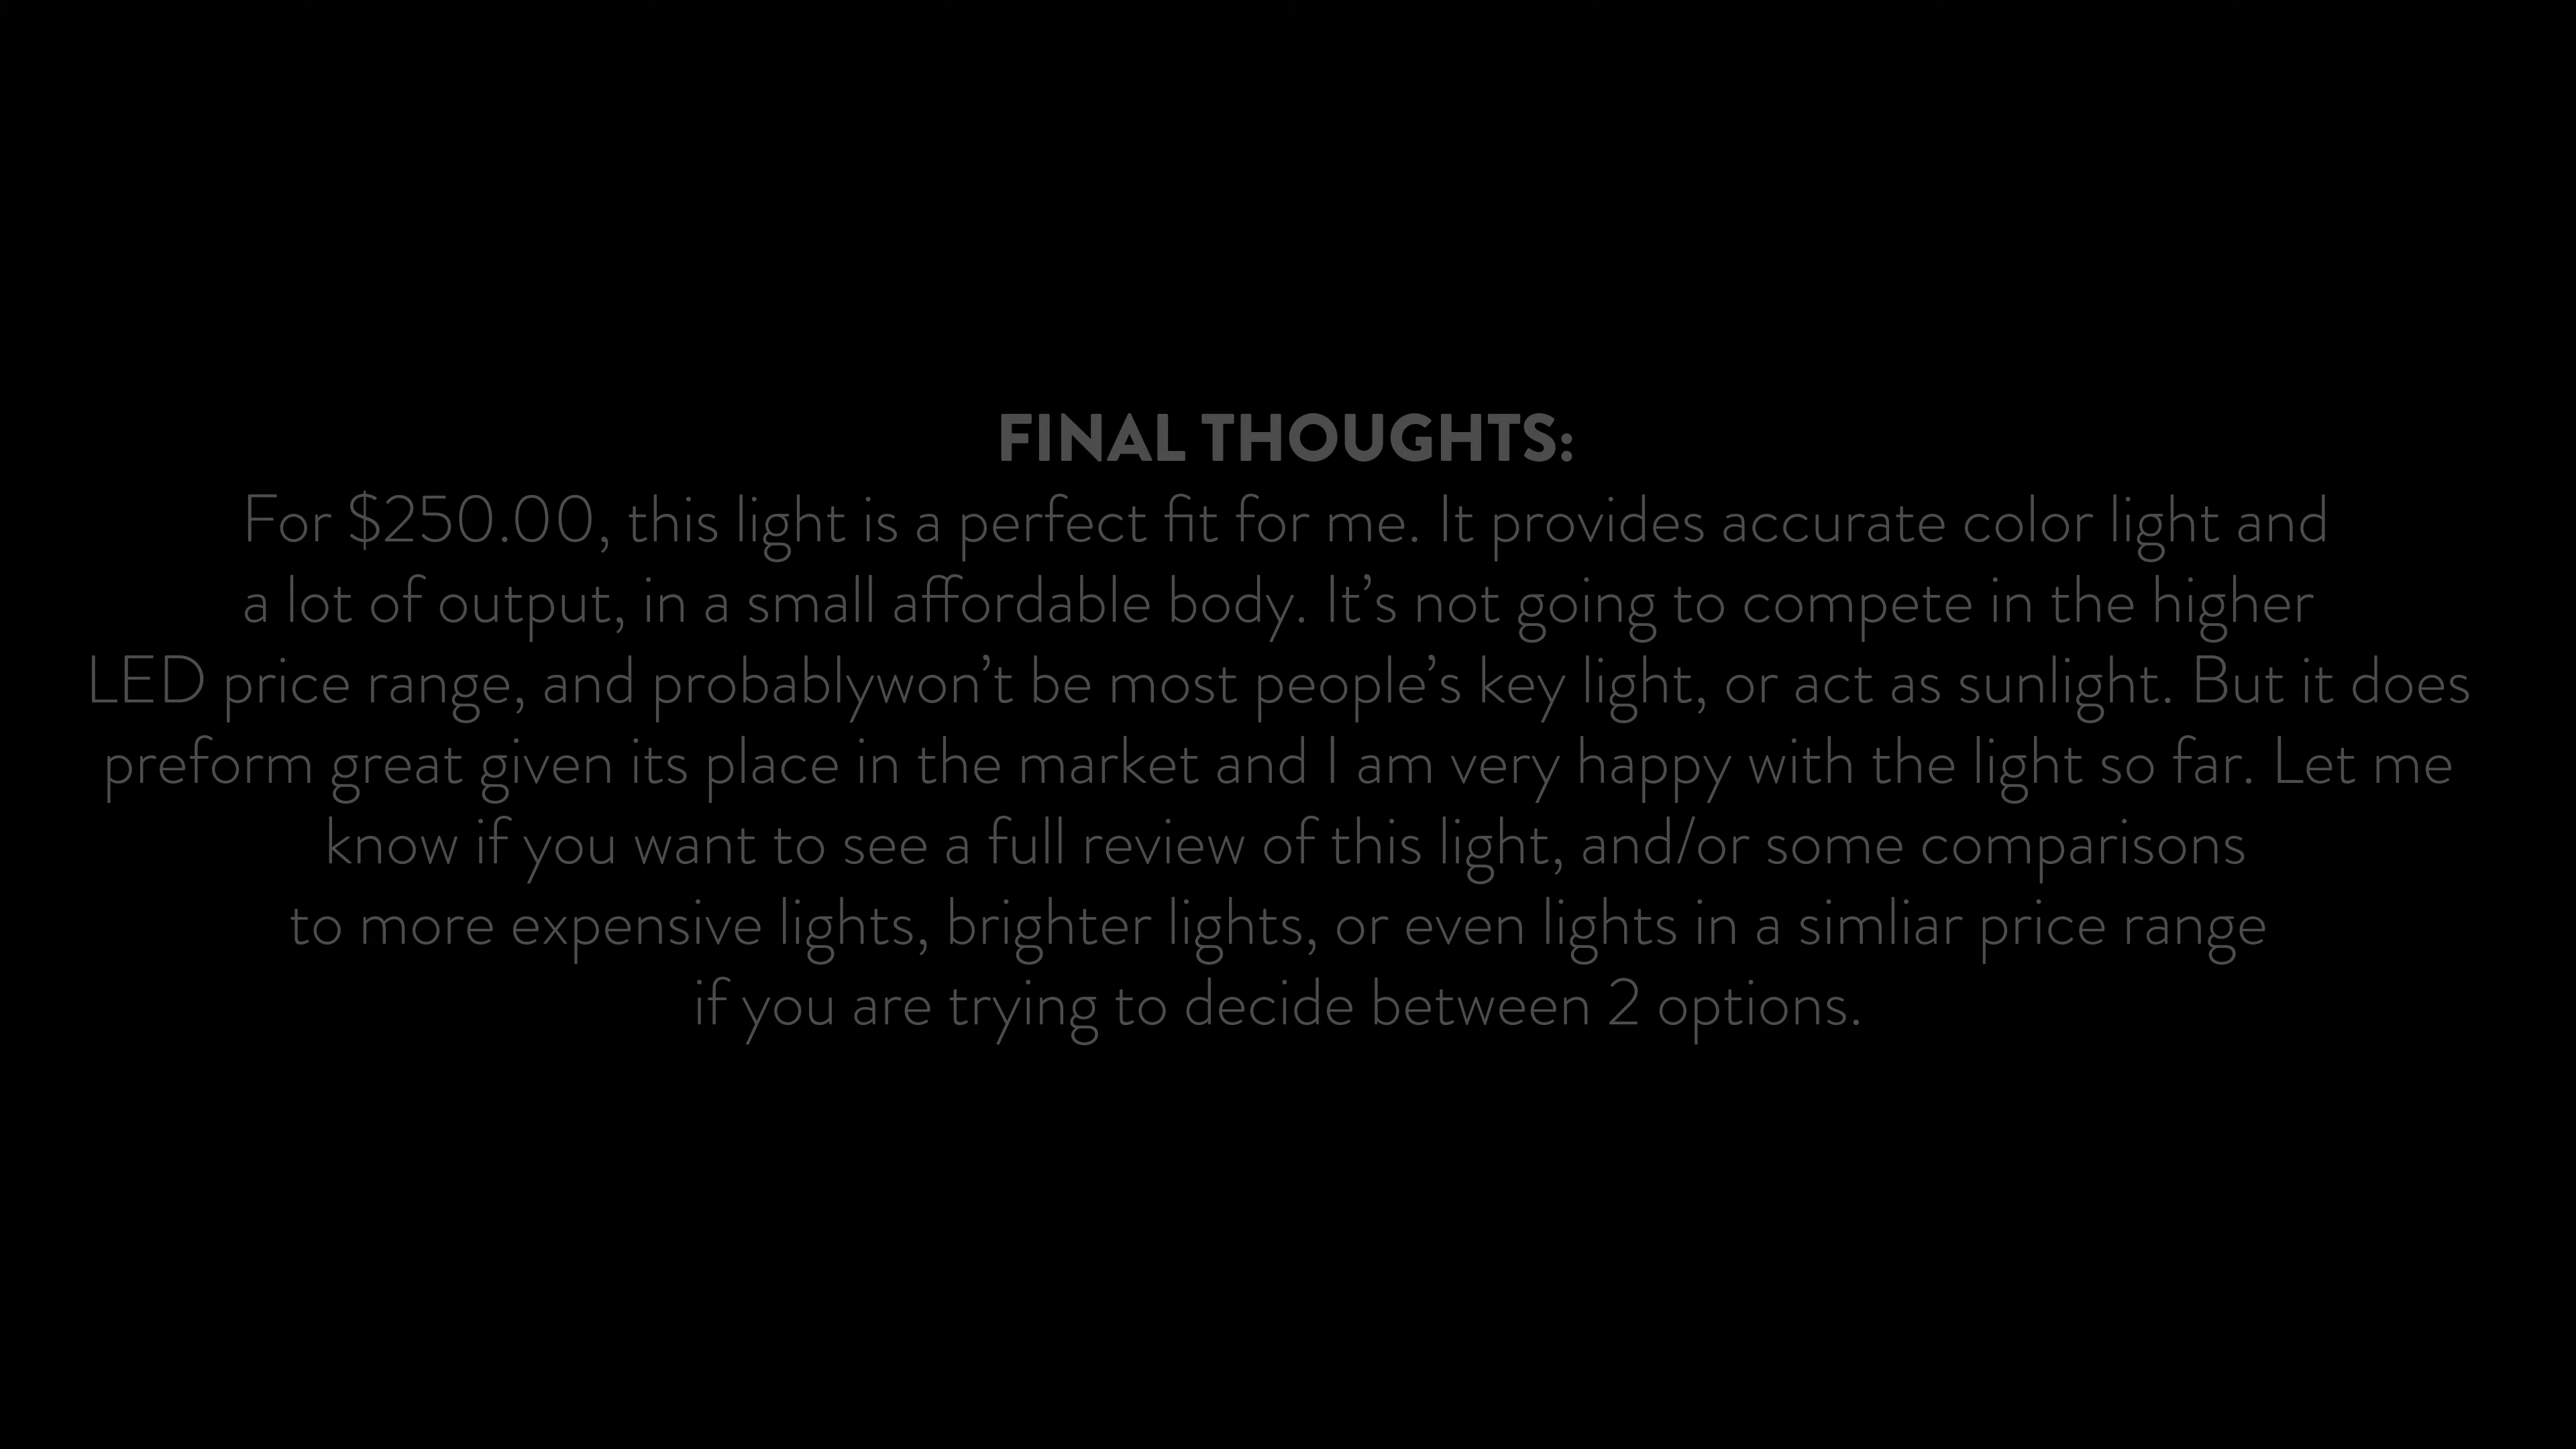 FINAL THOUGHTS:
For $250.00, this light is a perfect fit for me. It provides accurate color light and
a lot of output, in a small affordable body. It’s not going to compete in the higher
LED price range, and probablywon’t be most people’s key light, or act as sunlight. But it does
preform great given its place in the market and I am very happy with the light so far. Let me
know if you want to see a full review of this light, and/or some comparisons
to more expensive lights, brighter lights, or even lights in a simliar price range
if you are trying to decide between 2 options.